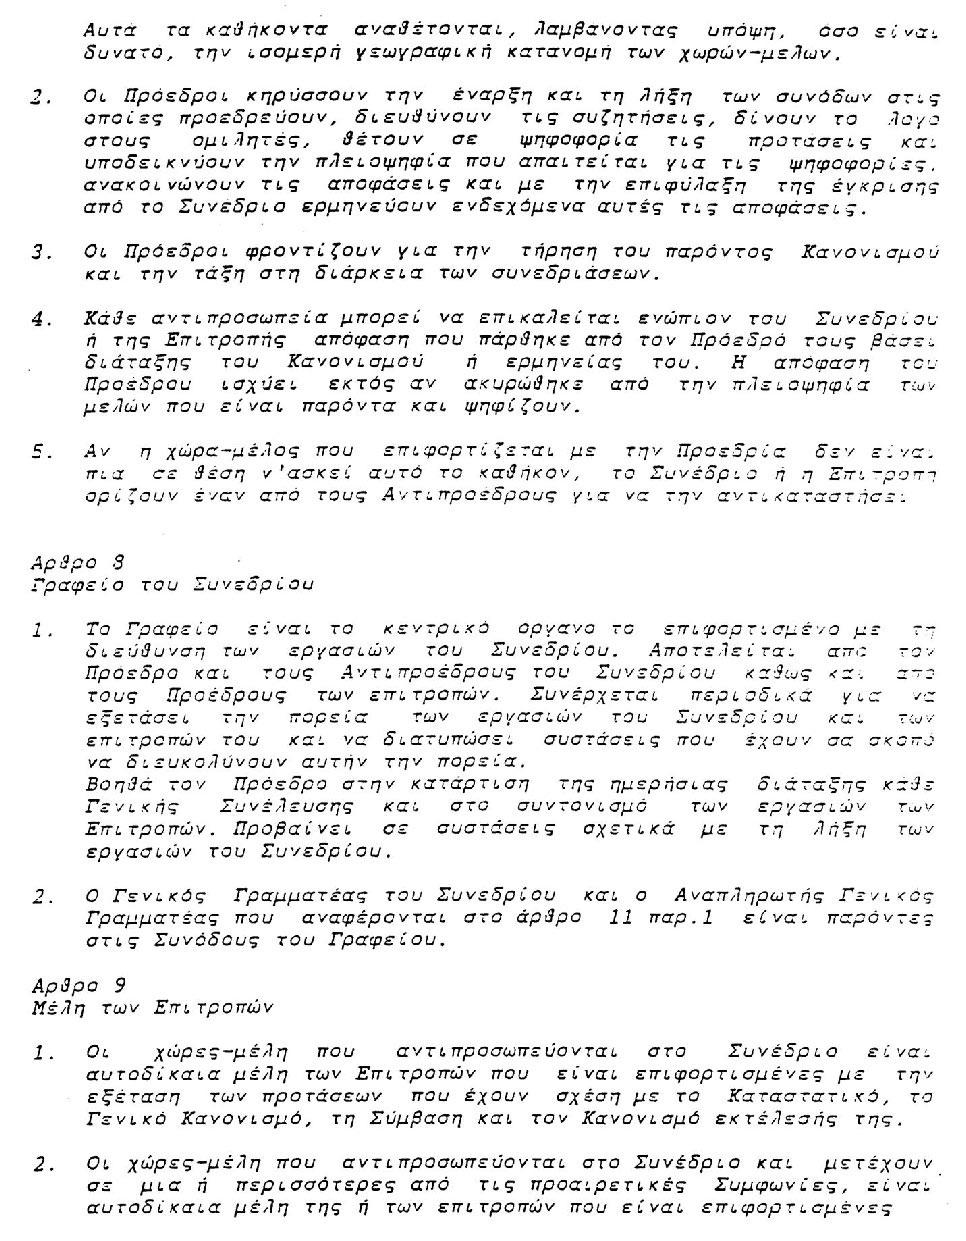 Αυτά τα καθήκοντα αναθέτονται, λαμβάνοντας υπόψη, όσο είναι
δυνατό, την ισομερή γεωγραφική κατανομή των χωρών-μελων.
2. Οι Πρόεδροι κηρύσσουν την έναρξη και τη λήξη των συνόδων στις
οποίες προεδρεύουν, διευθύνουν τις συζητήσεις, δίνουν το λόγο
στους ομιλητές, θέτουν σε ψηφοφορία τις προτάσεις και
υποδεικνύουν την πλειοψηφία που απαιτείται για τις ψηφοφορίες,
ανακοινώνουν τις αποφάσεις και με την επιφύλαξη της έγκρισης
από το Συνέδριο ερμηνεύουν ενδεχόμενα αυτές τις αποφάσεις.
3. Οι Πρόεδροι φροντίζουν για την τήρηση του παρόντος Κανονισμού
και την τάξη στη διάρκεια των συνεδριάσεων.
4. Κάθε αντιπροσωπεία μπορεί να επικαλείται ενώπιον του Συνεδρίου
ή της Επιτροπής απόφαση που πάρθηκε από τον Πρόεδρό τους βάσει
διάταξης του Κανονισμού ή ερμηνείας του. Η απόφαση του
Προέδρου ισχύει εκτός αν ακυρώθηκε από την πλειοψηφία των
μελών που είναι παρόντα και ψηφίζουν.
5. Αν η χώρα-μέλος που επιφορτίζεται με την Προεδρία δεν είναι
πια σε θέση ν'ασκεί αυτό το καθήκον, το Συνέδριο ή η Επιτροπή
ορίζουν έναν από τους Αντιπροέδρους για να την αντικαταστήσει
Αρθρο 8
Γραφείο του Συνεδρίου
1. Το Γραφείο είναι το κεντρικό όργανο το επιφορτισμένο με τη
διεύθυνση των εργασιών του Συνεδρίου. Αποτελείται από τον
Πρόεδρο και τους Αντιπροέδρους του Συνεδρίου καθώς και από
τους Προέδρους των επιτροπών. Συνέρχεται περιοδικά για να
εξετάσει την πορεία των εργασιών του Συνεδρίου και των
επιτροπών του και να διατυπώσει συστάσεις που έχουν σα σκοπό
να διευκολύνουν αυτήν την πορεία.
Βοηθά τον Πρόεδρο στην κατάρτιση της ημερήσιας διάταξης κάθε
Γενικής Συνέλευσης και στο συντονισμό των εργασιών των
Επιτροπών. Προβαίνει σε συστάσεις σχετικά με τη λήξη των
εργασιών του Συνεδρίου.
2. Ο Γενικός Γραμματέας του Συνεδρίου και ο Αναπληρωτής Γενικός
Γραμματέας που αναφέρονται στο άρθρο 11 παρ.1 είναι παρόντες
στις Συνόδους του Γραφείου.
Αρθρο 9
Μέλη των Επιτροπών
1. Οι χώρες-μέλη που αντιπροσωπεύονται στο Συνέδριο είναι
αυτοδίκαια μέλη των Επιτροπών που είναι επιφορτισμένες με την
εξέταση των προτάσεων που έχουν σχέση με το Καταστατικό, το
Γενικό Κανονισμό, τη Σύμβαση και τον Κανονισμό εκτέλεσής της.
2. Οι χώρες-μέλη που αντιπροσωπεύονται στο Συνέδριο και μετέχουν
σε μια ή περισσότερες από τις προαιρετικές Συμφωνίες, είναι
αυτοδίκαια μέλη της ή των επιτροπών που είναι επιφορτισμένες